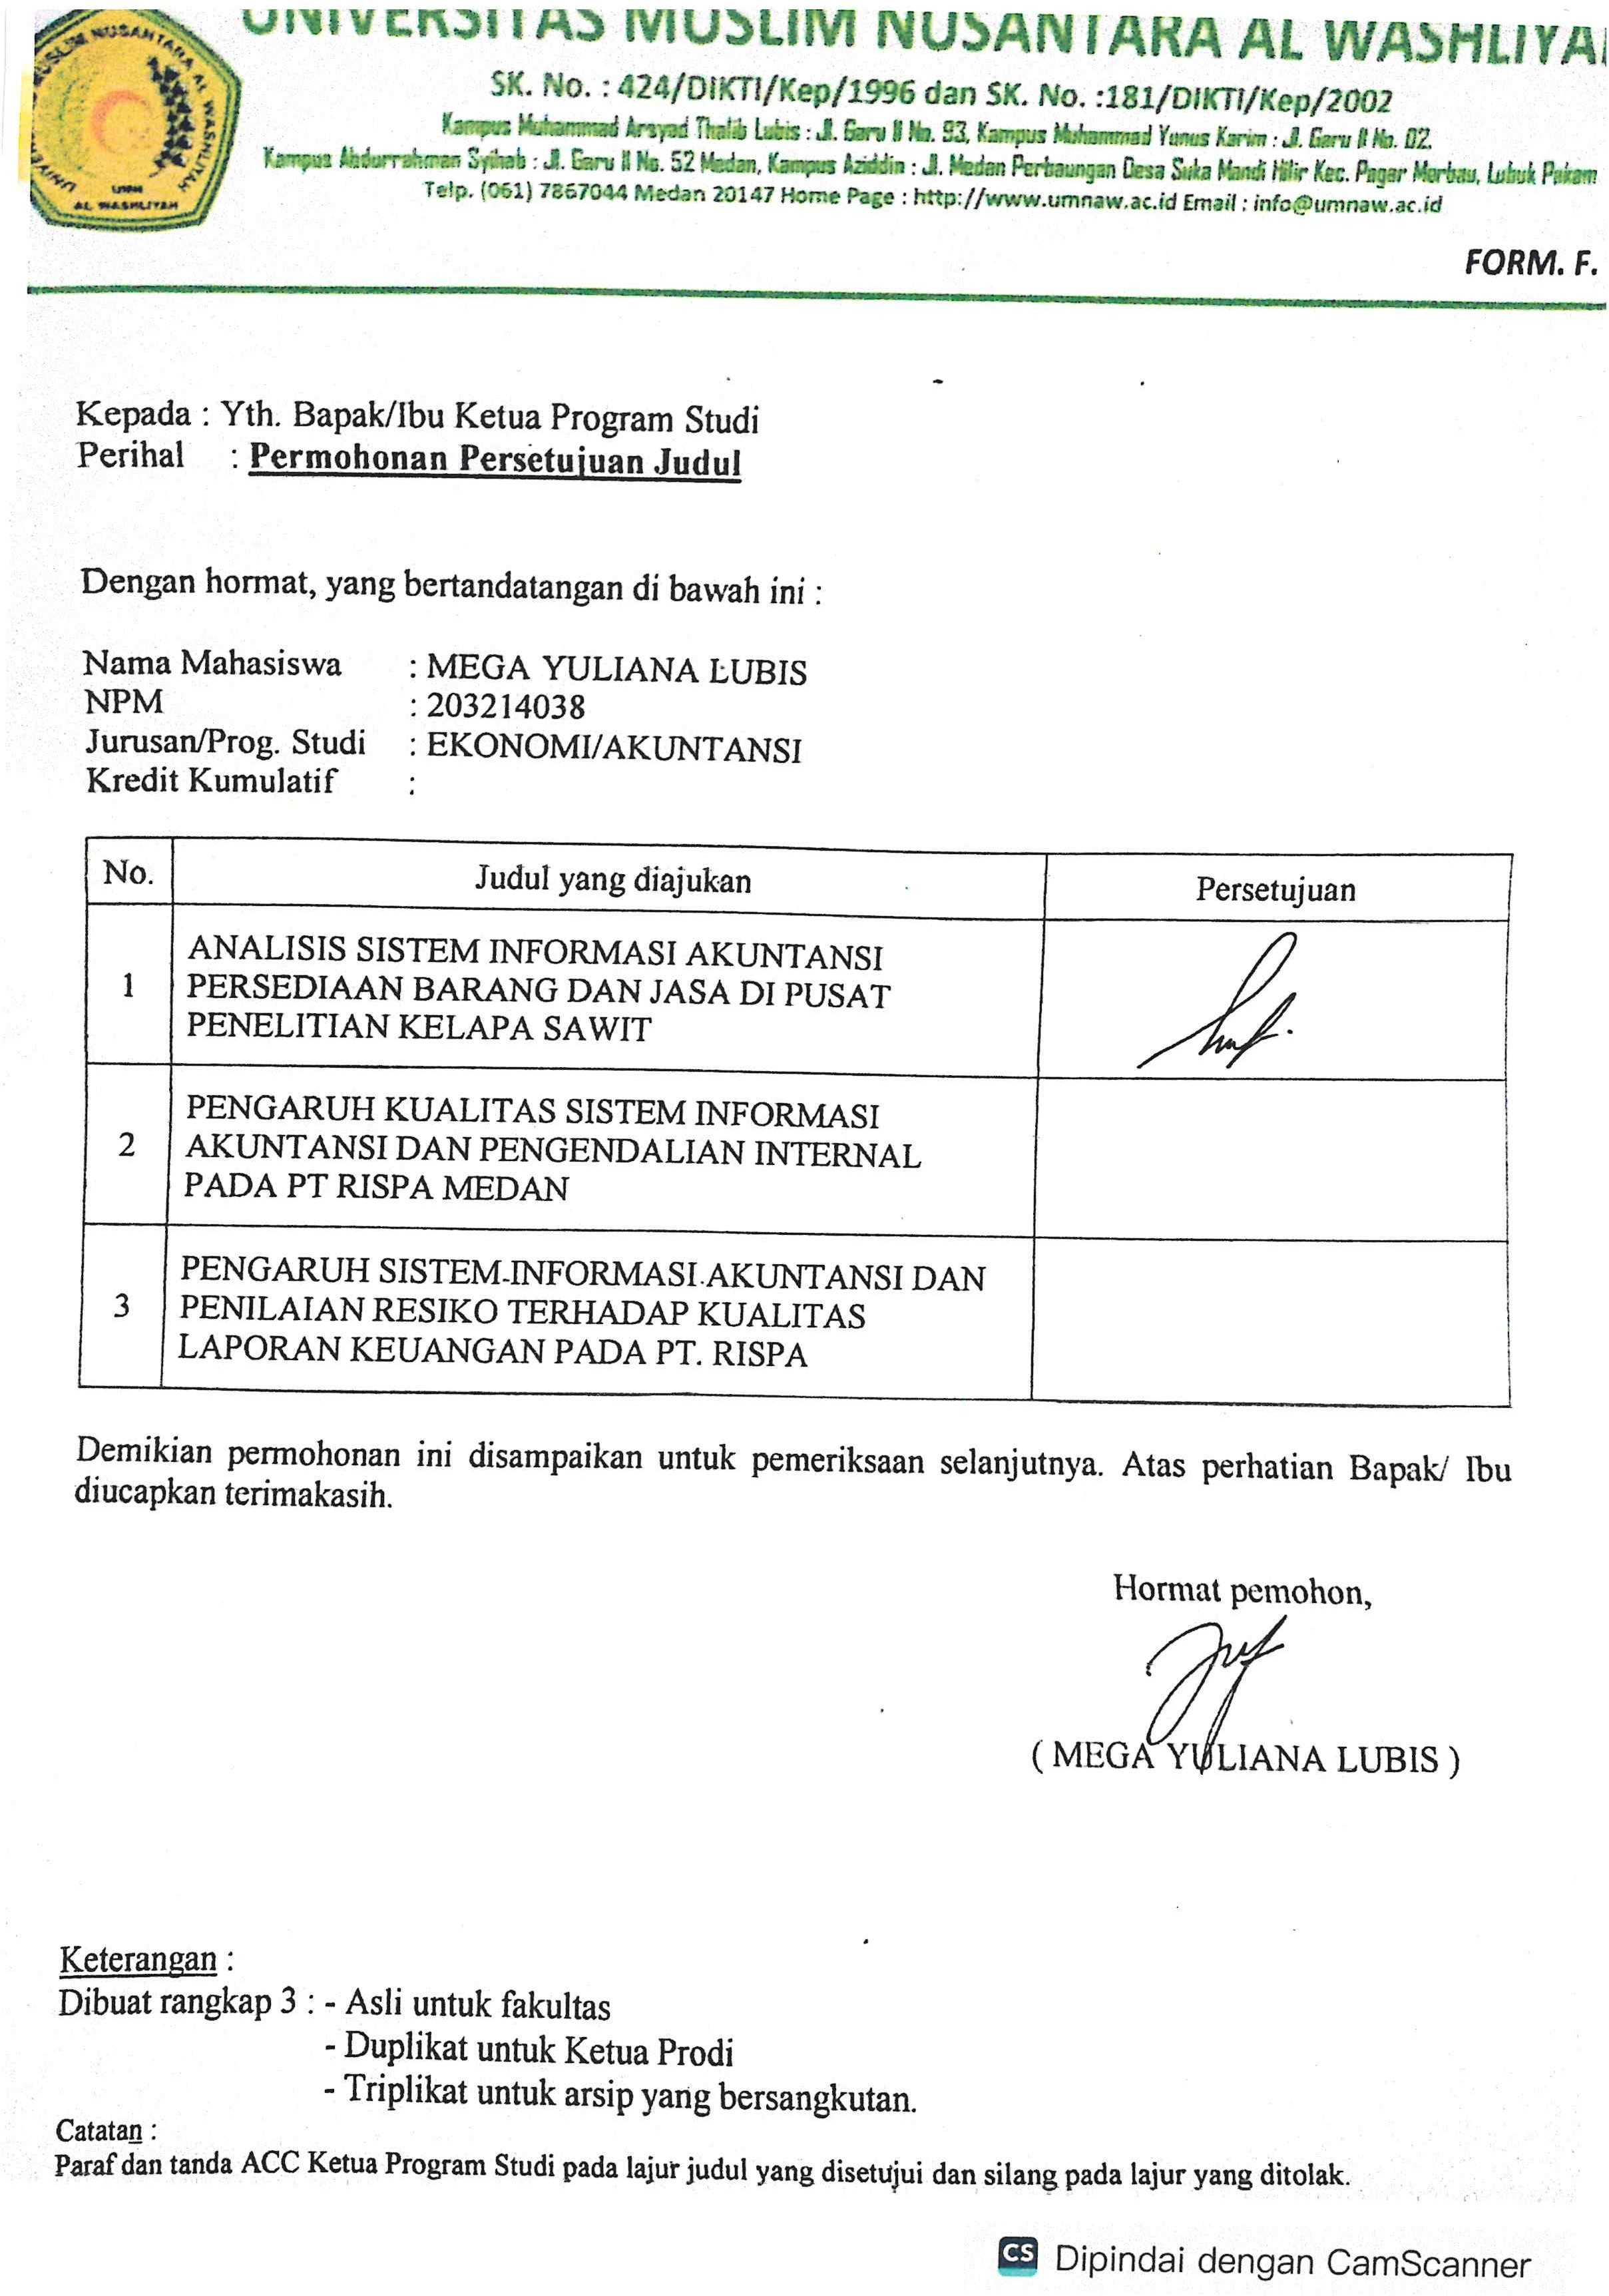 UNIVERSITAS MUSLIM NUSANTARA AL WASHLIYA
SK. No. : 424/DIKTI/Kep/1996 dan SK. No. :181/DIKTI/Kep/2002
Kampus Muhammad Arsyad Thalib Lubis : Jl. Garu II No. 93, Kampus Muhammad Yunus Karim : Jl. Garu II No. 02.
Kampus Abdurrahman Syihab : Jl. Garu II No. 52 Medan, Kampus Aziddin : Jl. Medan Perbaungan Desa Suka Mandi Hilir Kec. Pagar Merbau, Lubuk Pakam
Telp. (061) 7867044 Medan 20147 Home Page : http://www.umnaw.ac.id Email : info@umnaw.ac.id
MUSLIM NUSANTARA AL WASHLIYAH
UMN
AL WASHLIYAH
FORM. F.
Kepada : Yth. Bapak/Ibu Ketua Program Studi
Perihal : Permohonan Persetujuan Judul
Dengan hormat, yang bertandatangan di bawah ini :
Nama Mahasiswa : MEGA YULIANA LUBIS
NPM : 203214038
Jurusan/Prog. Studi : EKONOMI/AKUNTANSI
Kredit Kumulatif :
No. Judul yang diajukan Persetujuan
1 ANALISIS SISTEM INFORMASI AKUNTANSI
PERSEDIAAN BARANG DAN JASA DI PUSAT
PENELITIAN KELAPA SAWIT
2 PENGARUH KUALITAS SISTEM INFORMASI
AKUNTANSI DAN PENGENDALIAN INTERNAL
PADA PT RISPA MEDAN
3 PENGARUH SISTEM INFORMASI AKUNTANSI DAN
PENILAIAN RESIKO TERHADAP KUALITAS
LAPORAN KEUANGAN PADA PT. RISPA
Demikian permohonan ini disampaikan untuk pemeriksaan selanjutnya. Atas perhatian Bapak/ Ibu
diucapkan terimakasih.
Hormat pemohon,
( MEGA YULIANA LUBIS )
Keterangan :
Dibuat rangkap 3 : - Asli untuk fakultas
- Duplikat untuk Ketua Prodi
- Triplikat untuk arsip yang bersangkutan.
Catatan :
Paraf dan tanda ACC Ketua Program Studi pada lajur judul yang disetujui dan silang pada lajur yang ditolak.
CS Dipindai dengan CamScanner